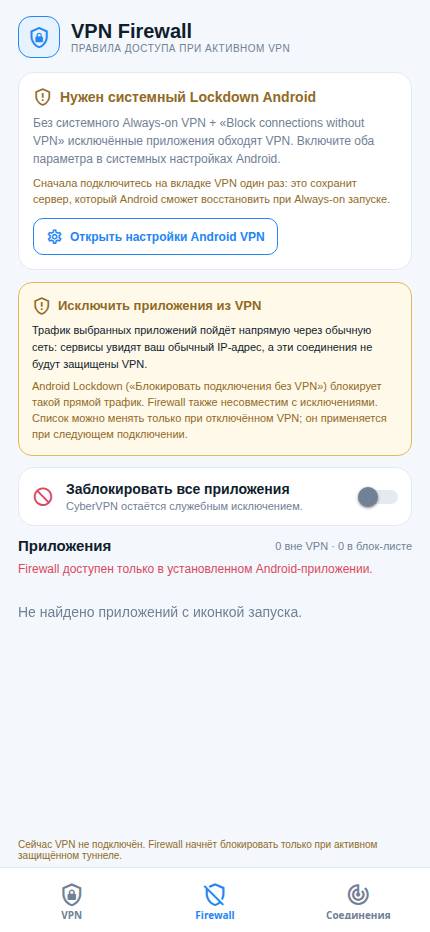 VPN Firewall
ПРАВИЛА ДОСТУПА ПРИ АКТИВНОМ VPN
Нужен системный Lockdown Android
Без системного Always-on VPN + «Block connections without
VPN» исключённые приложения обходят VPN. Включите оба
параметра в системных настройках Android.
Сначала подключитесь на вкладке VPN один раз: это сохранит
сервер, который Android сможет восстановить при Always-on запуске.
Открыть настройки Android VPN
Исключить приложения из VPN
Трафик выбранных приложений пойдёт напрямую через обычную
сеть: сервисы увидят ваш обычный IP-адрес, а эти соединения не
будут защищены VPN.
Android Lockdown («Блокировать подключения без VPN») блокирует
такой прямой трафик. Firewall также несовместим с исключениями.
Список можно менять только при отключённом VPN; он применяется
при следующем подключении.
Заблокировать все приложения
CyberVPN остаётся служебным исключением.
Приложения
0 вне VPN · 0 в блок-листе
Firewall доступен только в установленном Android-приложении.
Не найдено приложений с иконкой запуска.
Сейчас VPN не подключён. Firewall начнёт блокировать только при активном
защищённом туннеле.
VPN
Firewall
Соединения